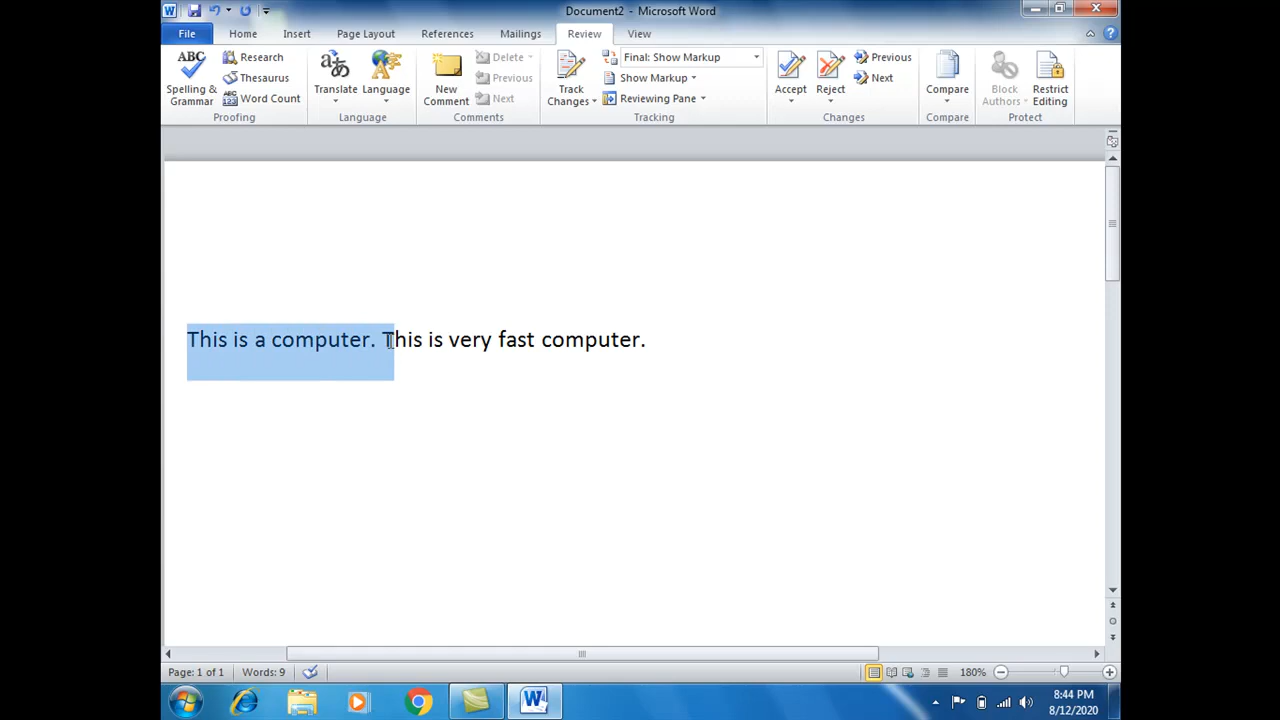 Document2 - Microsoft Word
File Home Insert Page Layout References Mailings Review View
ABC
Spelling & Grammar
Research
Thesaurus
ABC 123 Word Count
Proofing
Translate
Language
Language
New Comment
Delete
Previous
Next
Comments
Track Changes
Final: Show Markup
Show Markup
Reviewing Pane
Tracking
Accept
Reject
Previous
Next
Changes
Compare
Compare
Block Authors
Restrict Editing
Protect
This is a computer. This is very fast computer.
Page: 1 of 1 Words: 9 180%
8:44 PM
8/12/2020